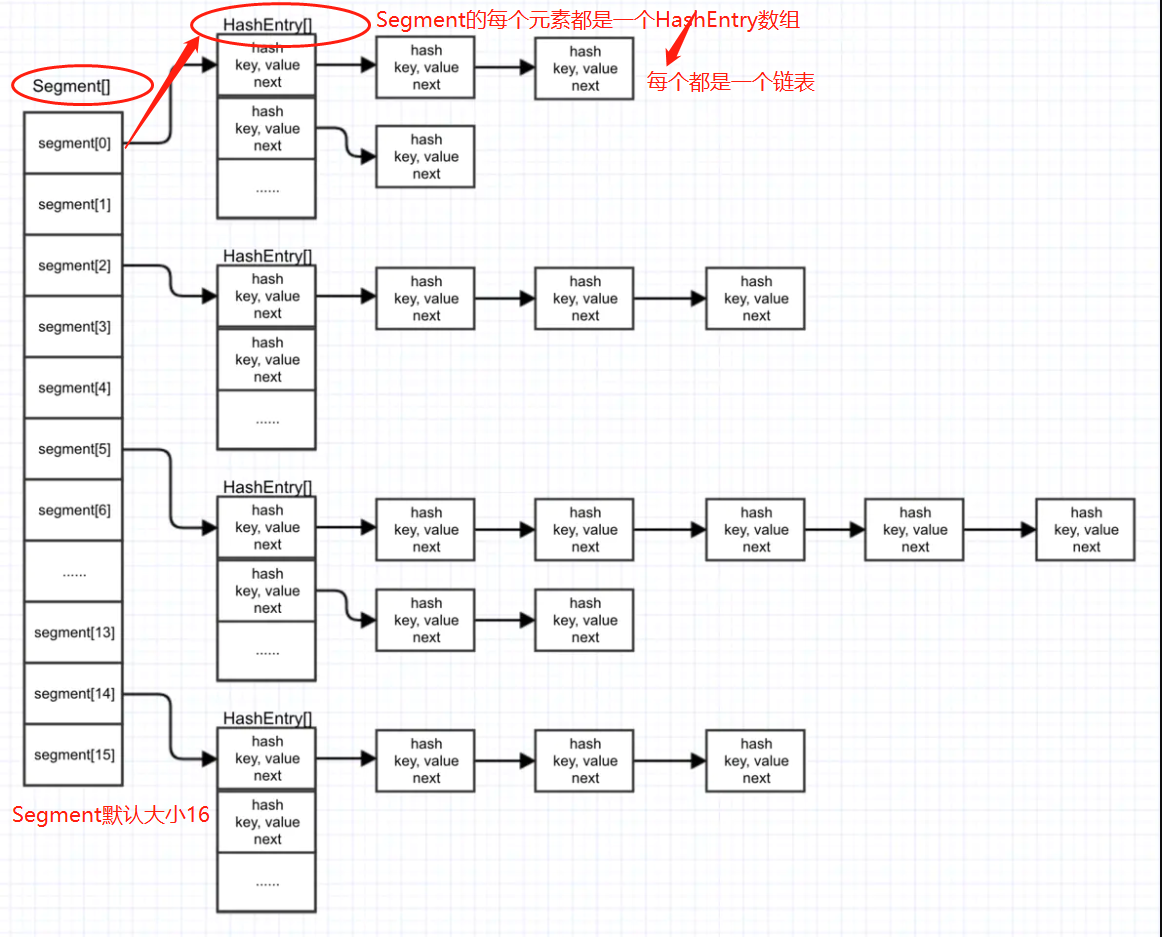 HashEntry[]
Segment的每个元素都是一个HashEntry数组
每个都是一个链表
Segment[]
segment[0]
segment[1]
segment[2]
segment[3]
segment[4]
segment[5]
segment[6]
......
segment[13]
segment[14]
segment[15]
Segment默认大小16
hash
key, value
next
hash
key, value
next
hash
key, value
next
hash
key, value
next
hash
key, value
next
......
HashEntry[]
hash
key, value
next
hash
key, value
next
hash
key, value
next
hash
key, value
next
hash
key, value
next
......
HashEntry[]
hash
key, value
next
hash
key, value
next
hash
key, value
next
hash
key, value
next
hash
key, value
next
hash
key, value
next
hash
key, value
next
hash
key, value
next
hash
key, value
next
......
HashEntry[]
hash
key, value
next
hash
key, value
next
hash
key, value
next
hash
key, value
next
hash
key, value
next
......